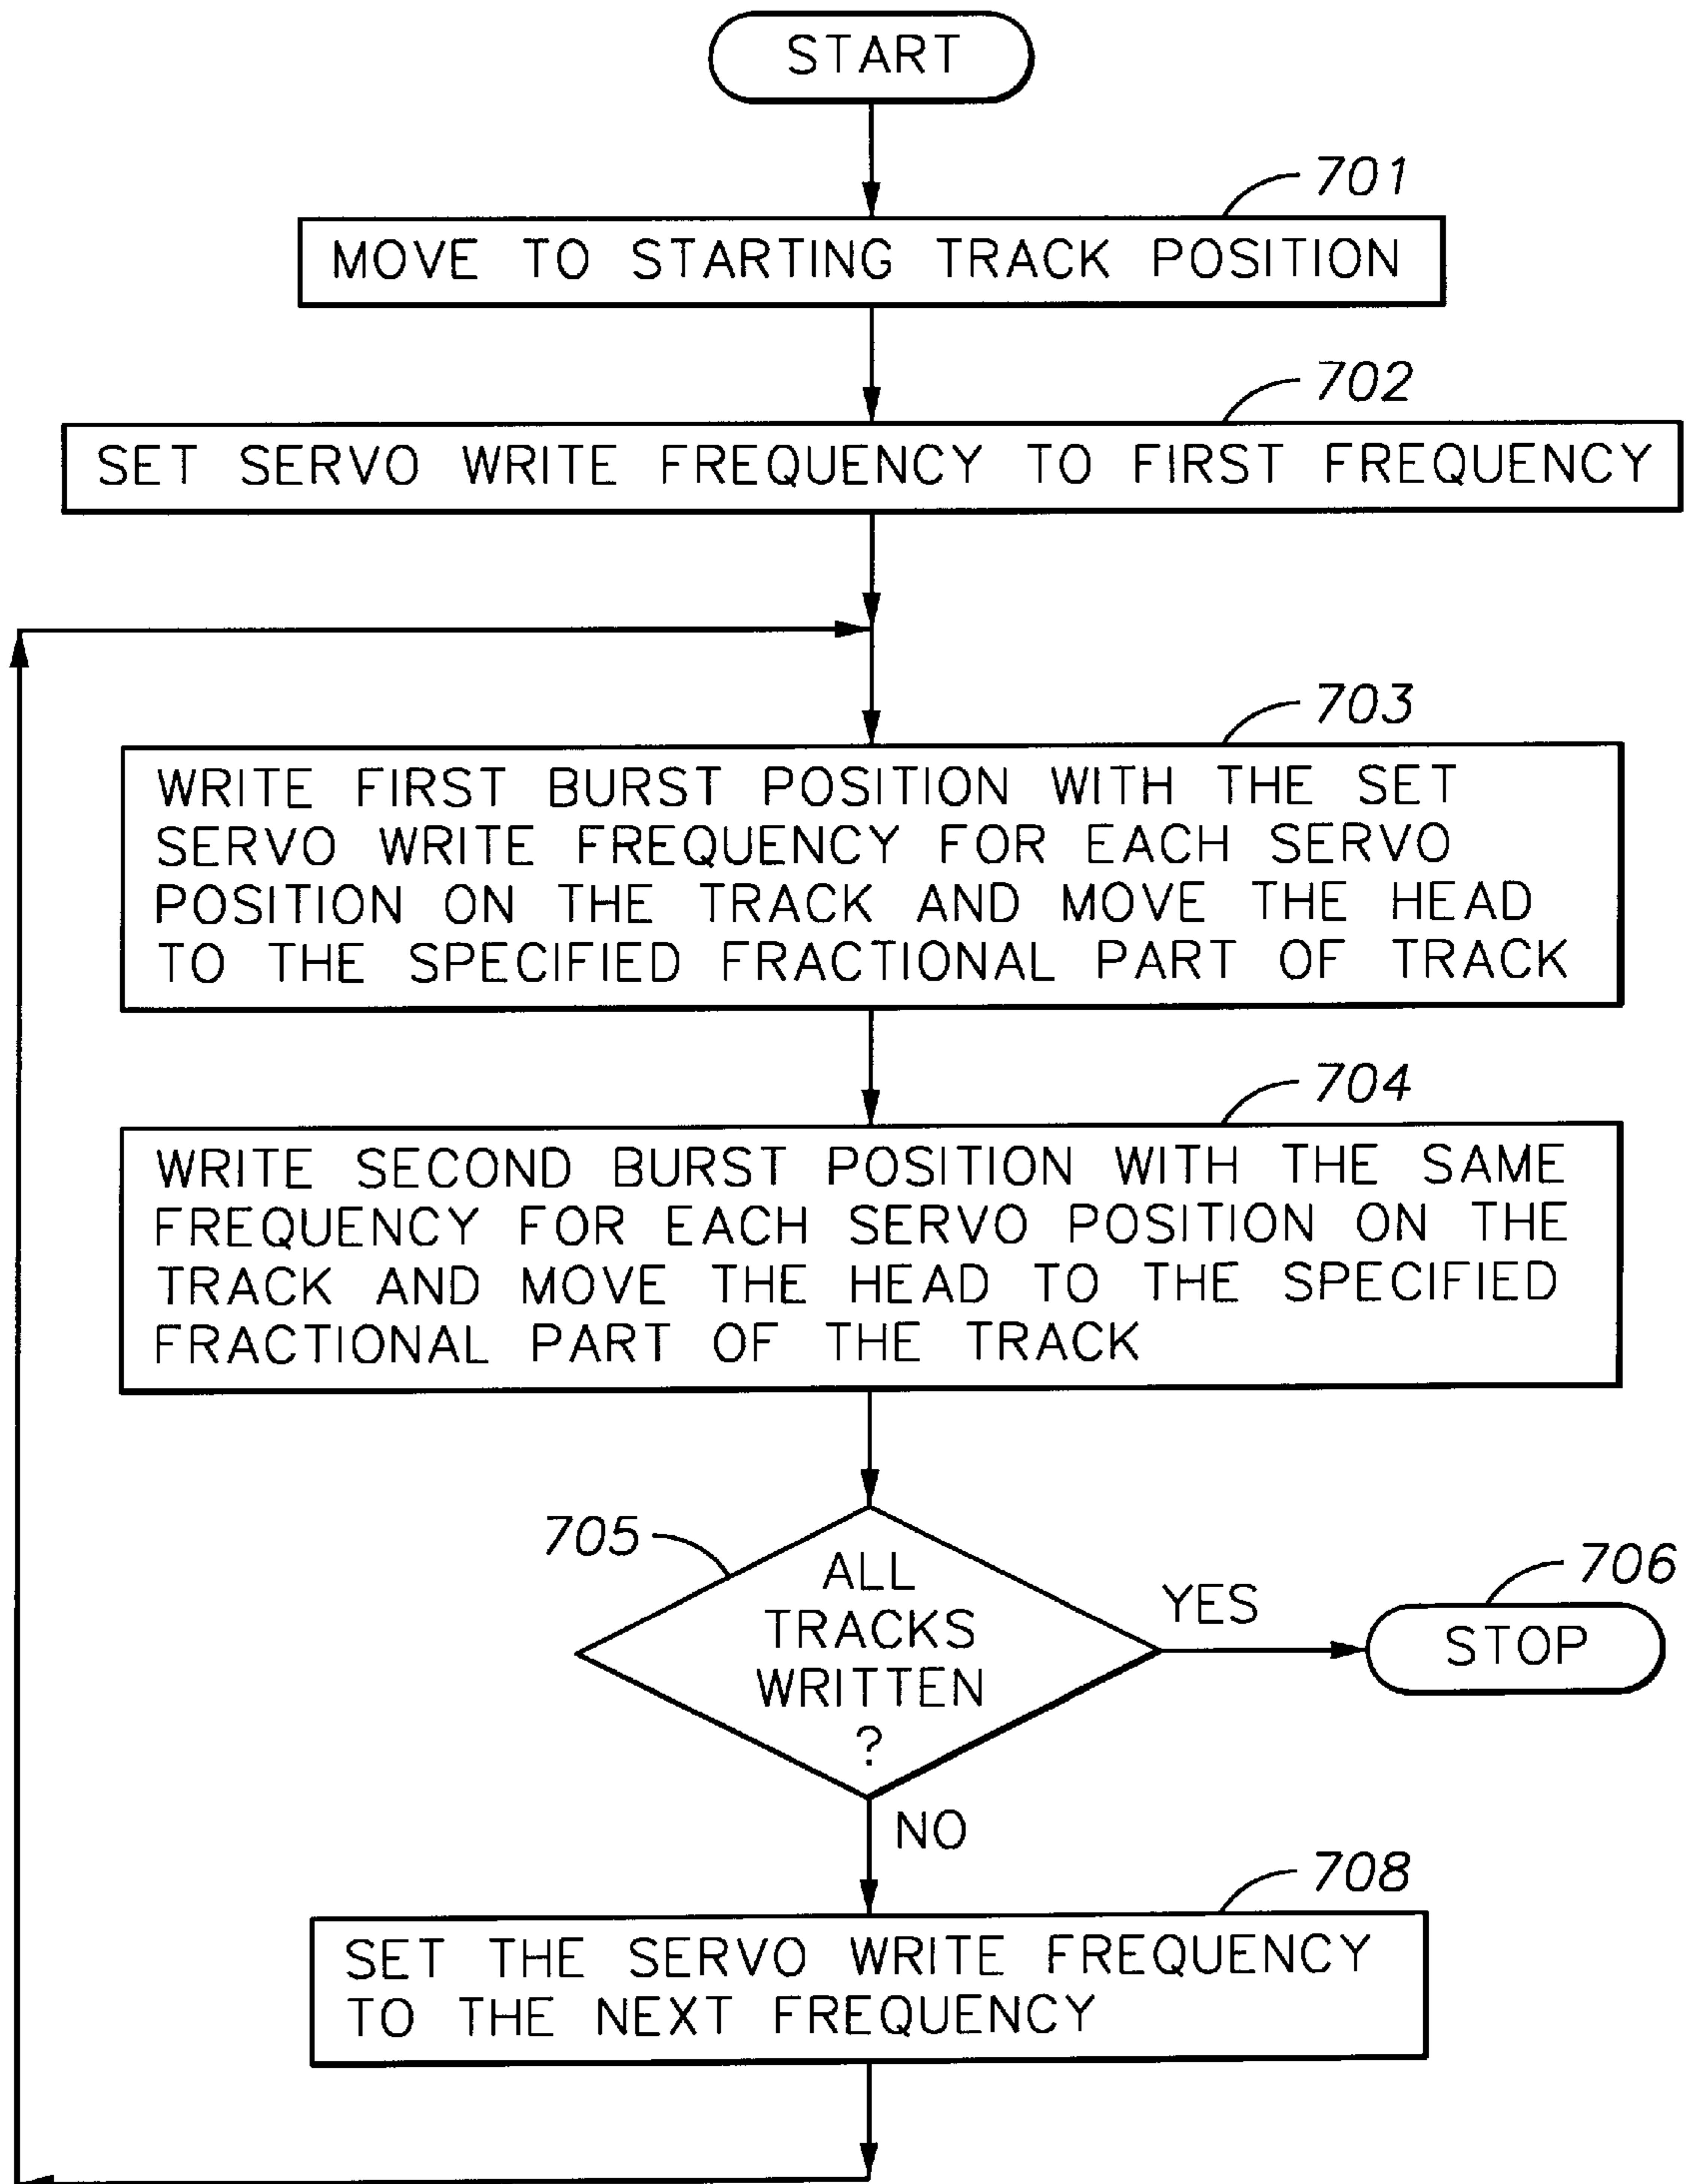 START
701
MOVE TO STARTING TRACK POSITION
702
SET SERVO WRITE FREQUENCY TO FIRST FREQUENCY
703
WRITE FIRST BURST POSITION WITH THE SET
SERVO WRITE FREQUENCY FOR EACH SERVO
POSITION ON THE TRACK AND MOVE THE HEAD
TO THE SPECIFIED FRACTIONAL PART OF TRACK
704
WRITE SECOND BURST POSITION WITH THE SAME
FREQUENCY FOR EACH SERVO POSITION ON THE
TRACK AND MOVE THE HEAD TO THE SPECIFIED
FRACTIONAL PART OF THE TRACK
705
ALL
TRACKS
WRITTEN
?
YES
706
STOP
NO
708
SET THE SERVO WRITE FREQUENCY
TO THE NEXT FREQUENCY